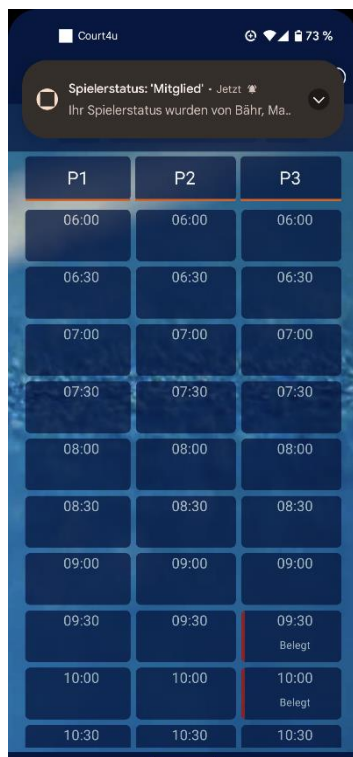 Court4u 73 %
Spielerstatus: 'Mitglied' • Jetzt
Ihr Spielerstatus wurden von Bähr, Ma..
P1 P2 P3
06:00 06:00 06:00
06:30 06:30 06:30
07:00 07:00 07:00
07:30 07:30 07:30
08:00 08:00 08:00
08:30 08:30 08:30
09:00 09:00 09:00
09:30 09:30 09:30
Belegt
10:00 10:00 10:00
Belegt
10:30 10:30 10:30